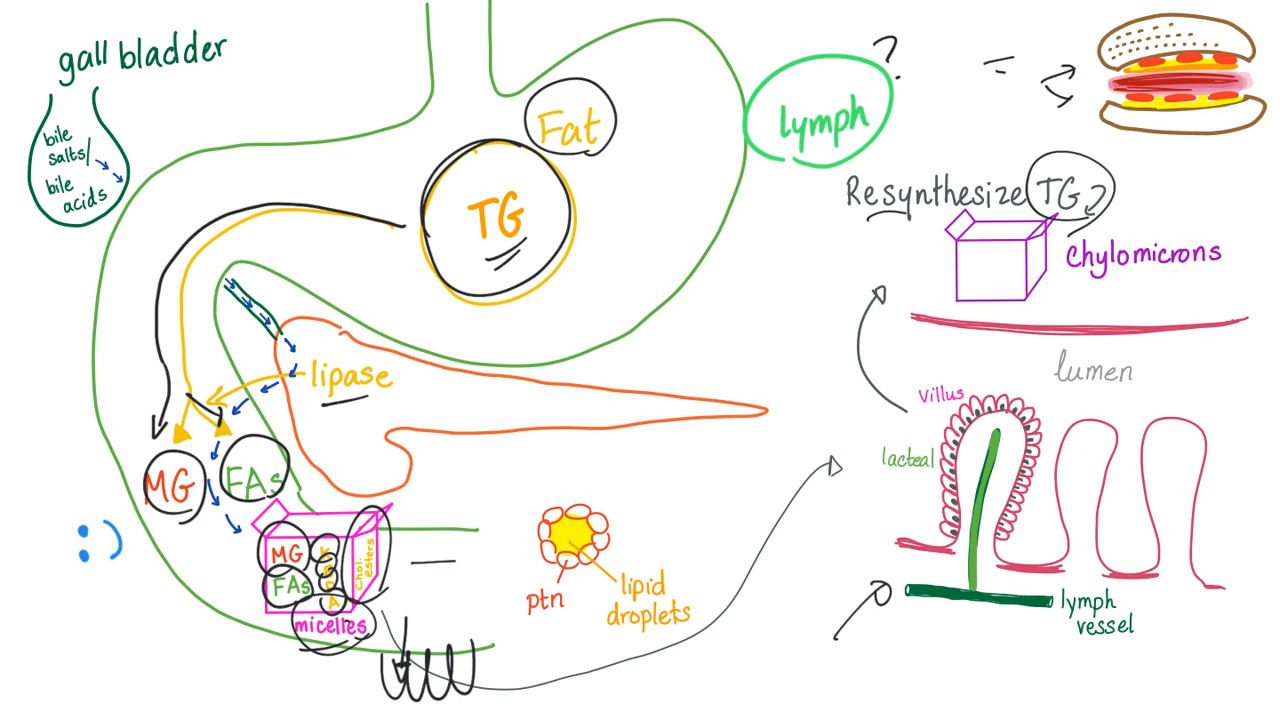 gall bladder
bile
salts/
bile
acids
Fat
TG
lymph
?
=
Resynthesize TG
Chylomicrons
lipase
lumen
villus
lacteal
MG
FAs
:)
MG
FAs
K
E
D
A
Chol.
esters
micelles
ptn
lipid
droplets
lymph
vessel